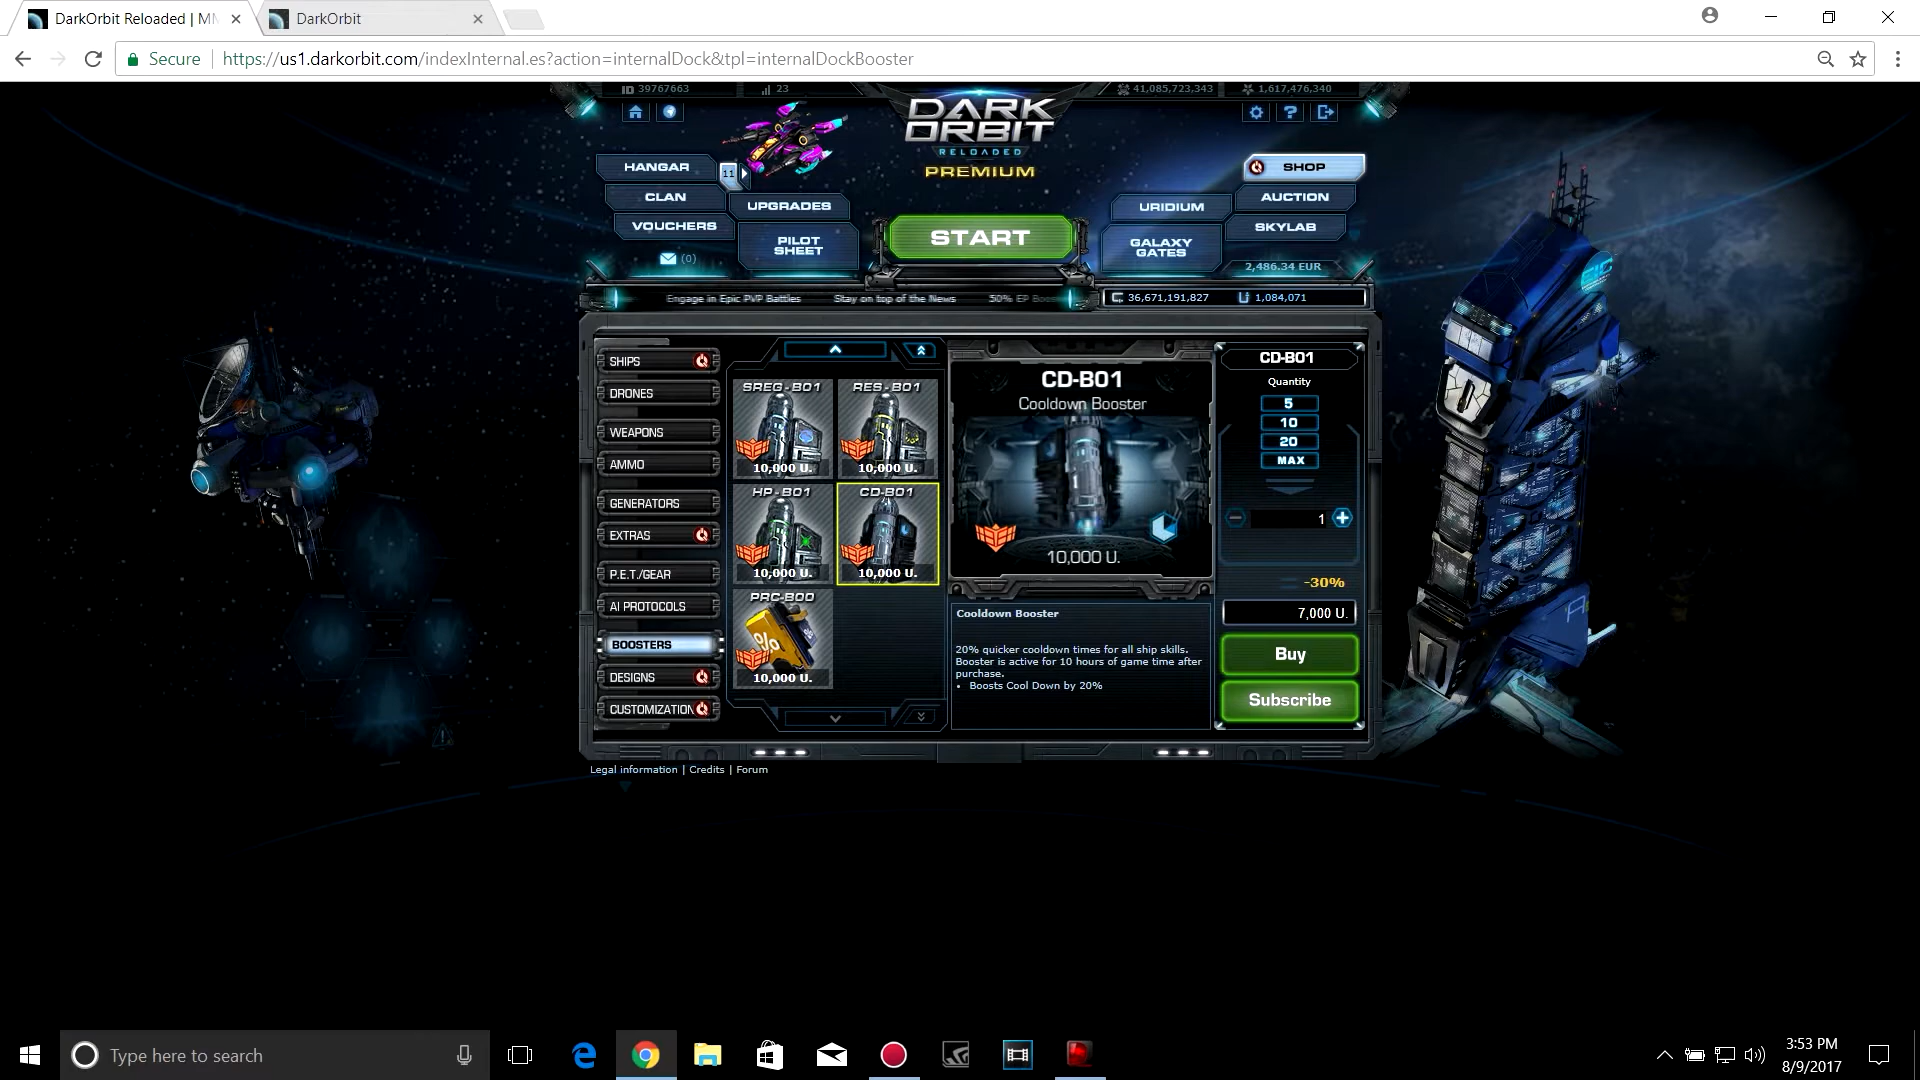 DarkOrbit Reloaded | MM
DarkOrbit
Secure
https://us1.darkorbit.com/indexInternal.es?action=internalDock&tpl=internalDockBooster
ID 39767663
23
41,085,723,343
1,617,476,340
DARK
ORBIT
RELOADED
PREMIUM
HANGAR
11
CLAN
UPGRADES
VOUCHERS
PILOT
SHEET
(0)
START
SHOP
URIDIUM
AUCTION
GALAXY
GATES
SKYLAB
2,486.34 EUR
Engage in Epic PVP Battles
Stay on top of the News
50% EP
C 36,671,191,827
U 1,084,071
SHIPS
DRONES
WEAPONS
AMMO
GENERATORS
EXTRAS
P.E.T./GEAR
AI PROTOCOLS
BOOSTERS
DESIGNS
CUSTOMIZATION
SREG-B01
10,000 U.
RES-B01
10,000 U.
HP-B01
10,000 U.
CD-B01
10,000 U.
PRC-B00
%
10,000 U.
CD-B01
Cooldown Booster
10,000 U.
Cooldown Booster
20% quicker cooldown times for all ship skills.
Booster is active for 10 hours of game time after
purchase.
• Boosts Cool Down by 20%
CD-B01
Quantity
5
10
20
MAX
1
-30%
7,000 U.
Buy
Subscribe
Legal information | Credits | Forum
Type here to search
3:53 PM
8/9/2017